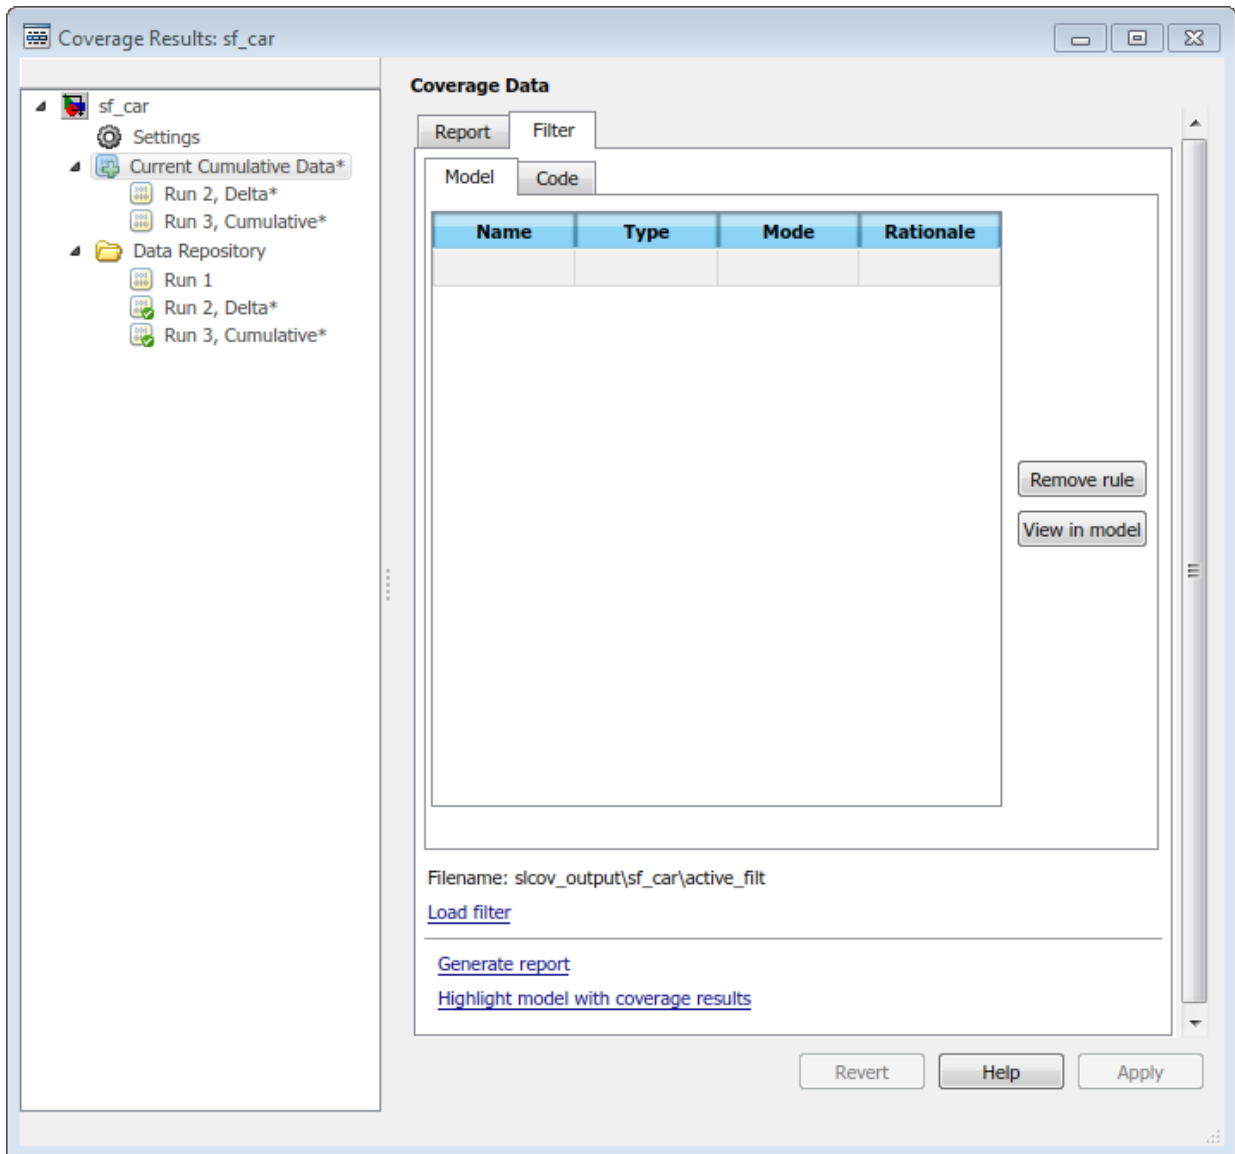 Coverage Results: sf_car
sf_car
Settings
Current Cumulative Data*
Run 2, Delta*
Run 3, Cumulative*
Data Repository
Run 1
Run 2, Delta*
Run 3, Cumulative*
Coverage Data
Report Filter
Model Code
Name Type Mode Rationale
Remove rule
View in model
Filename: slcov_output\sf_car\active_filt
Load filter
Generate report
Highlight model with coverage results
Revert Help Apply